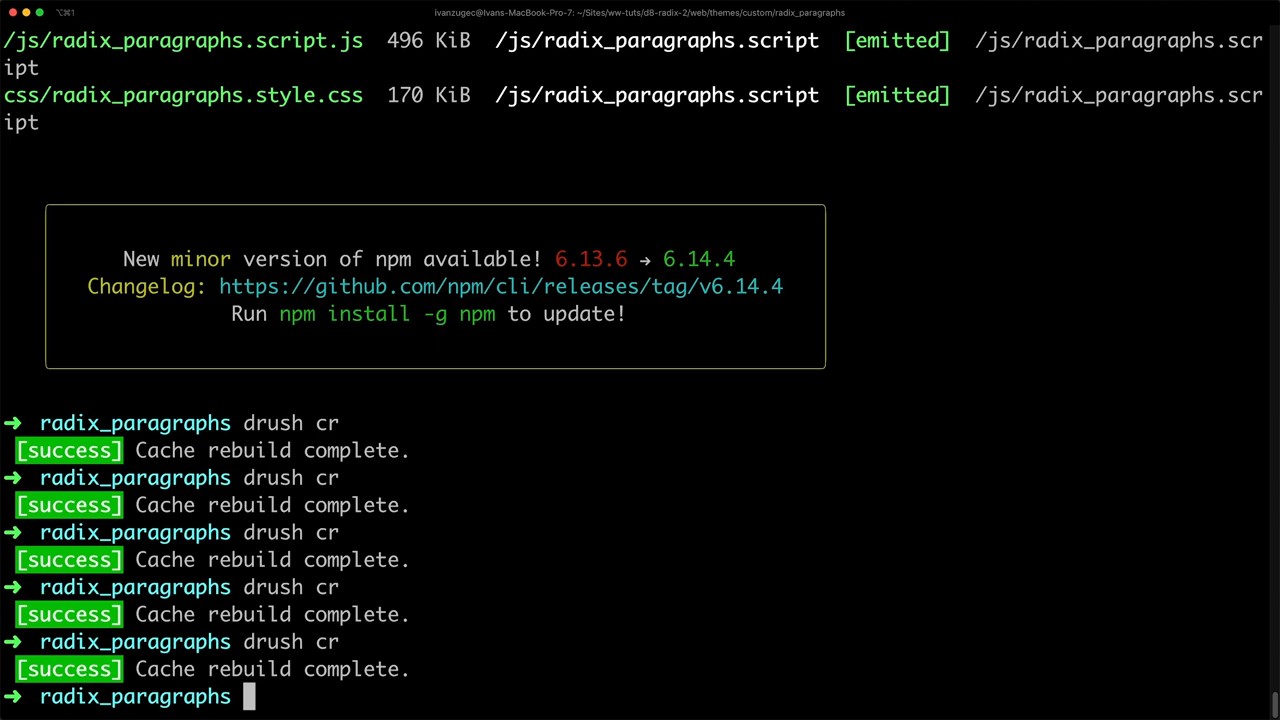 ⌥⌘1
ivanzugec@Ivans-MacBook-Pro-7: ~/Sites/ww-tuts/d8-radix-2/web/themes/custom/radix_paragraphs
/js/radix_paragraphs.script.js  496 KiB  /js/radix_paragraphs.script  [emitted]  /js/radix_paragraphs.scr
ipt
css/radix_paragraphs.style.css  170 KiB  /js/radix_paragraphs.script  [emitted]  /js/radix_paragraphs.scr
ipt
New minor version of npm available! 6.13.6 → 6.14.4
Changelog: https://github.com/npm/cli/releases/tag/v6.14.4
Run npm install -g npm to update!
➜  radix_paragraphs drush cr
[success] Cache rebuild complete.
➜  radix_paragraphs drush cr
[success] Cache rebuild complete.
➜  radix_paragraphs drush cr
[success] Cache rebuild complete.
➜  radix_paragraphs drush cr
[success] Cache rebuild complete.
➜  radix_paragraphs drush cr
[success] Cache rebuild complete.
➜  radix_paragraphs